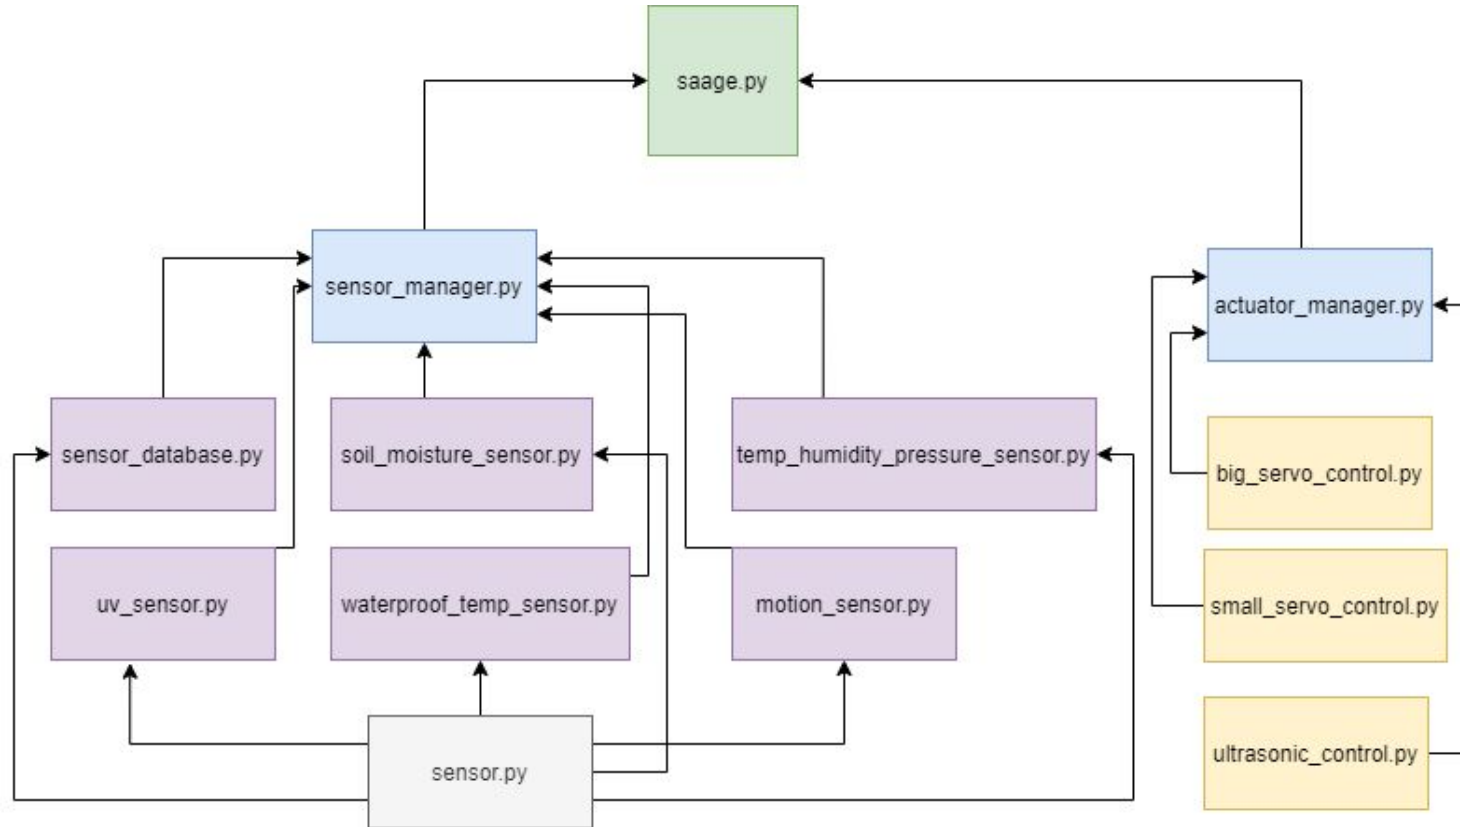 saage.py
sensor_manager.py
actuator_manager.py
sensor_database.py
soil_moisture_sensor.py
temp_humidity_pressure_sensor.py
big_servo_control.py
uv_sensor.py
waterproof_temp_sensor.py
motion_sensor.py
small_servo_control.py
sensor.py
ultrasonic_control.py